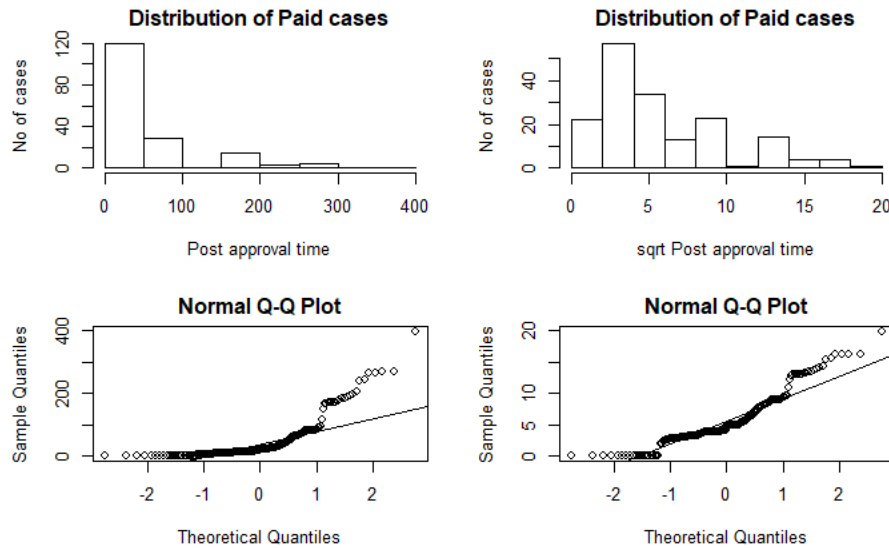 Distribution of Paid cases
No of cases
0 40 80 120
0 100 200 300 400
Post approval time
Distribution of Paid cases
No of cases
0 20 40
0 5 10 15 20
sqrt Post approval time
Normal Q-Q Plot
Sample Quantiles
0 200 400
-2 -1 0 1 2
Theoretical Quantiles
Normal Q-Q Plot
Sample Quantiles
0 5 10 20
-2 -1 0 1 2
Theoretical Quantiles